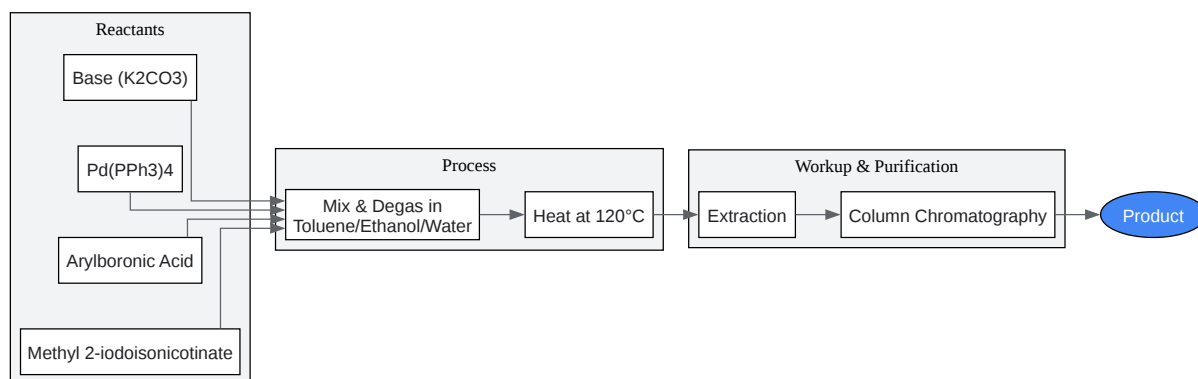 Reactants
Base (K2CO3)
Pd(PPh3)4
Arylboronic Acid
Methyl 2-iodoisonicotinate
Process
Mix & Degas in
Toluene/Ethanol/Water
Heat at 120°C
Workup & Purification
Extraction
Column Chromatography
Product